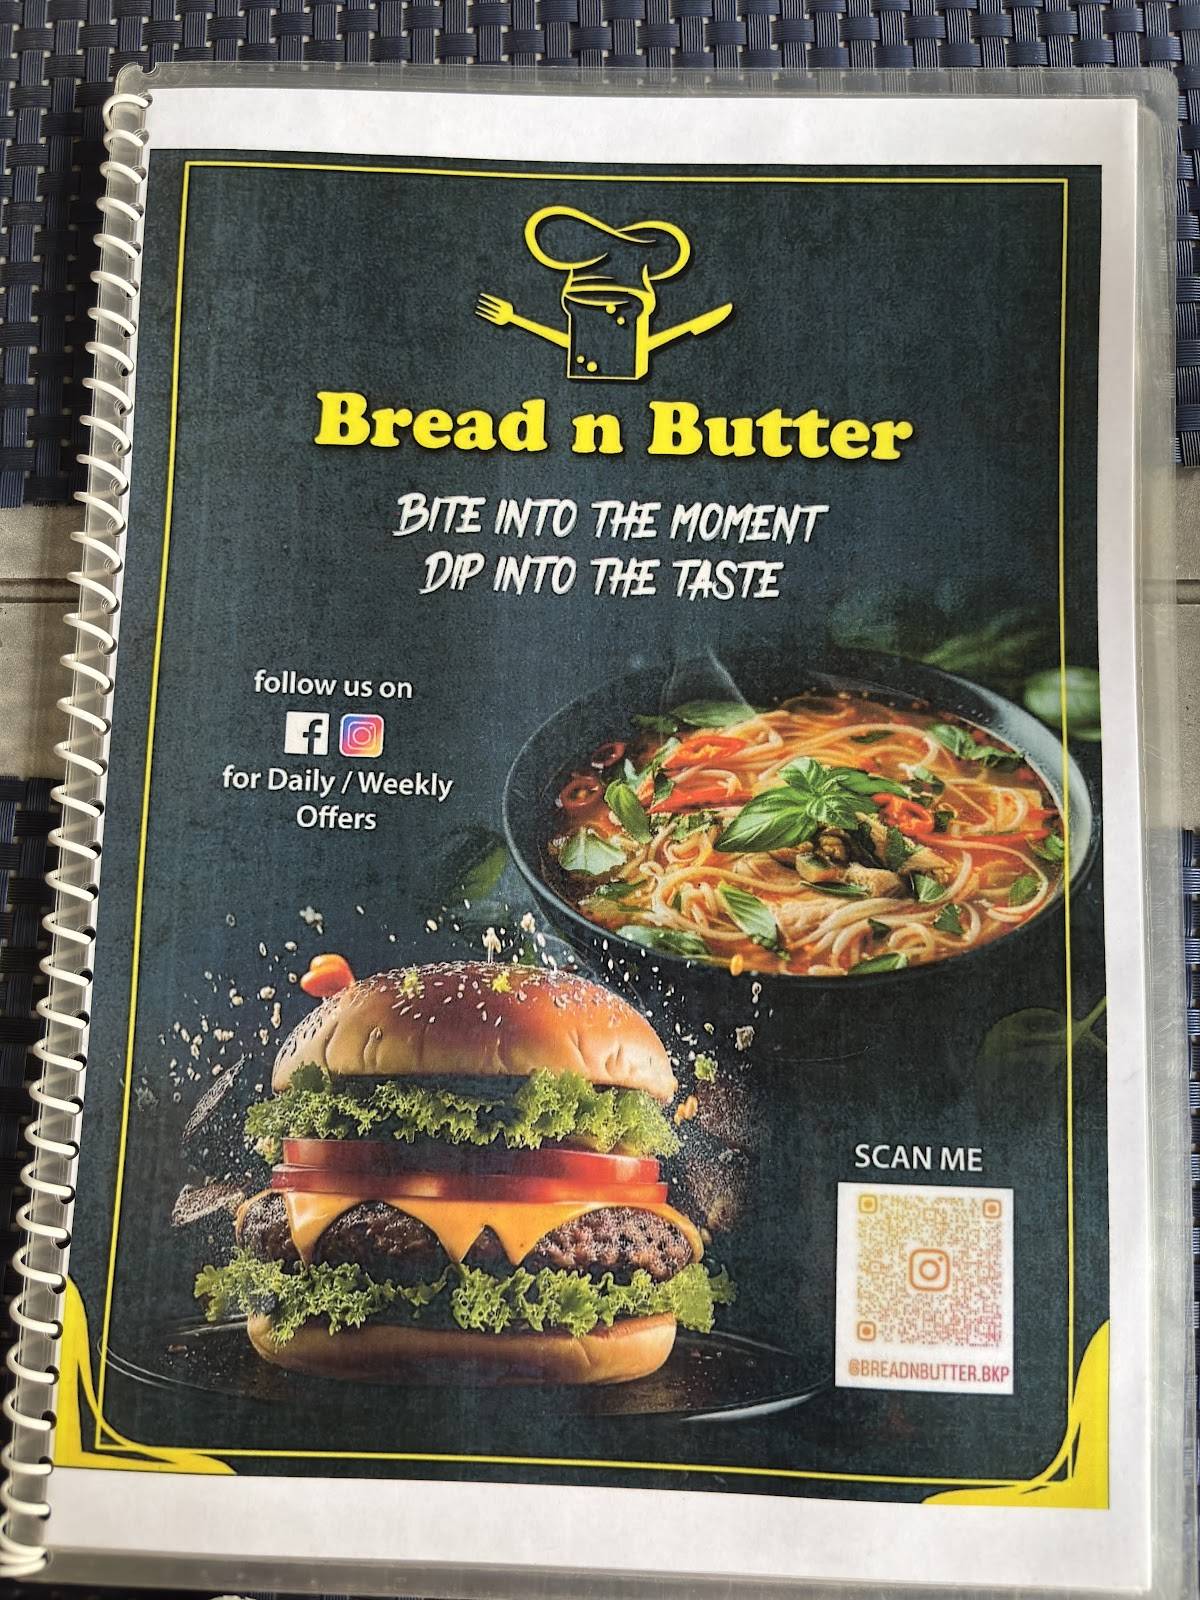 Bread n Butter
BITE INTO THE MOMENT
DIP INTO THE TASTE
follow us on
for Daily / Weekly
Offers
SCAN ME
@BREADNBUTTER.BKP